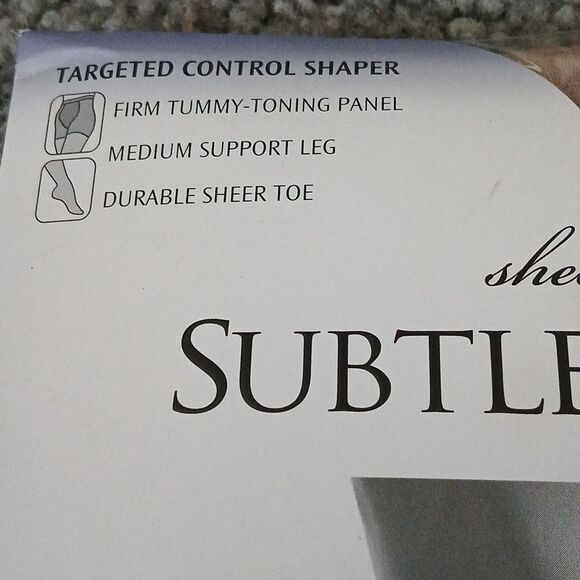 TARGETED CONTROL SHAPER
FIRM TUMMY-TONING PANEL
MEDIUM SUPPORT LEG
DURABLE SHEER TOE
SUBTLE